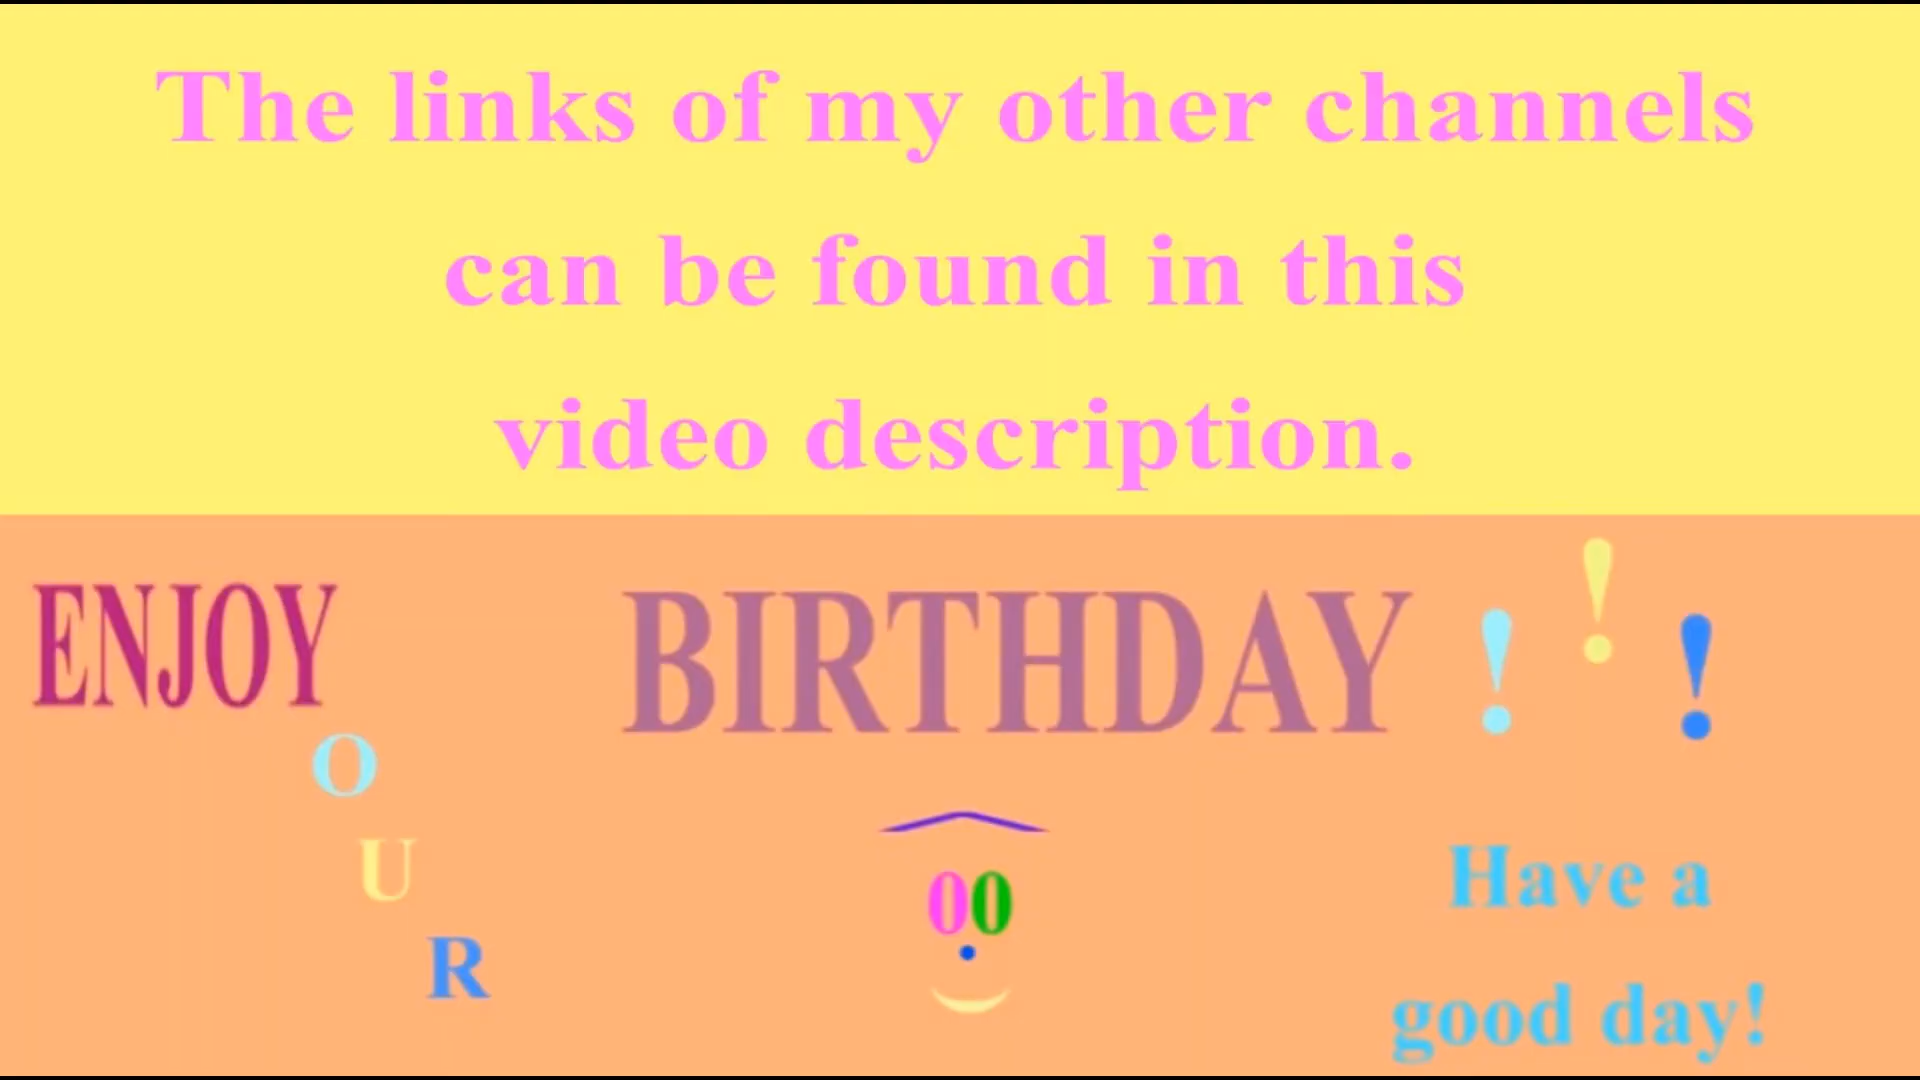 The links of my other channels
can be found in this
video description.
ENJOY
OUR
BIRTHDAY !!!
00
Have a
good day!